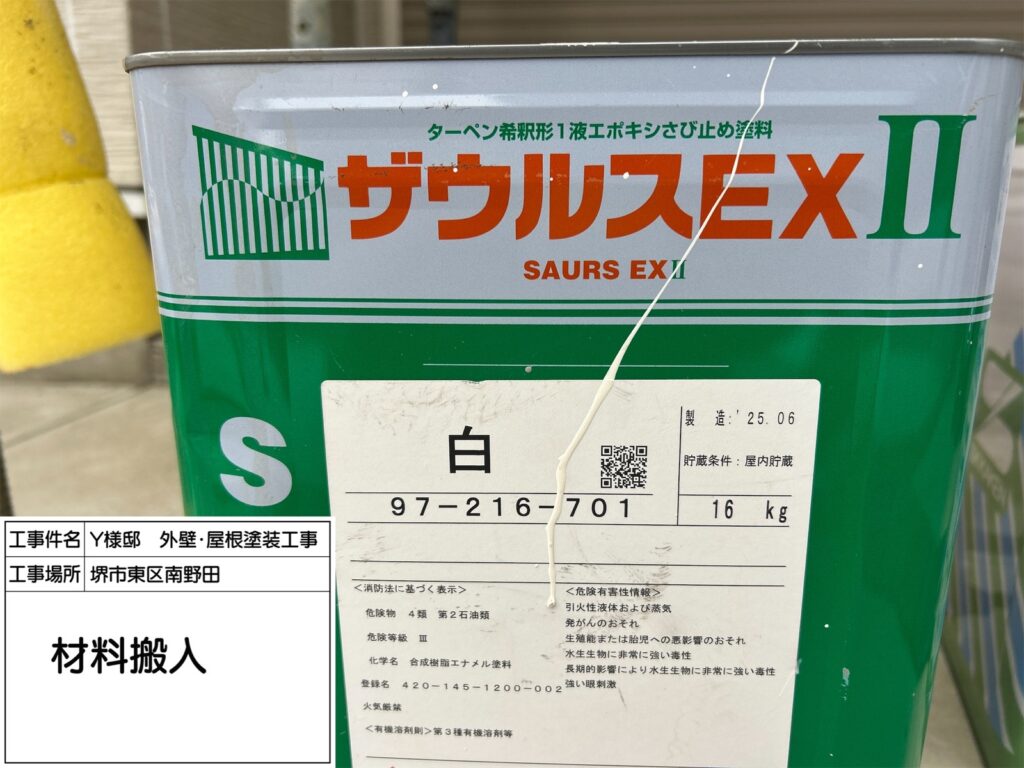 ターペン希釈形1液エポキシさび止め塗料
ザウルスEXⅡ
SAURS EXⅡ
S
白
製 造:'25.06
貯蔵条件:屋内貯蔵
97-216-701
16 kg
<消防法に基づく表示>
危険物 4類 第2石油類
危険等級 Ⅲ
化学名 合成樹脂エナメル塗料
登録名 420-145-1200-002
火気厳禁
<有機溶剤則>第3種有機溶剤等
<危険有害性情報>
引火性液体および蒸気
発がんのおそれ
生殖能または胎児への悪影響のおそれ
水生生物に非常に強い毒性
長期的影響により水生生物に非常に強い毒性
強い眼刺激
工事件名 Y様邸 外壁・屋根塗装工事
工事場所 堺市東区南野田
材料搬入